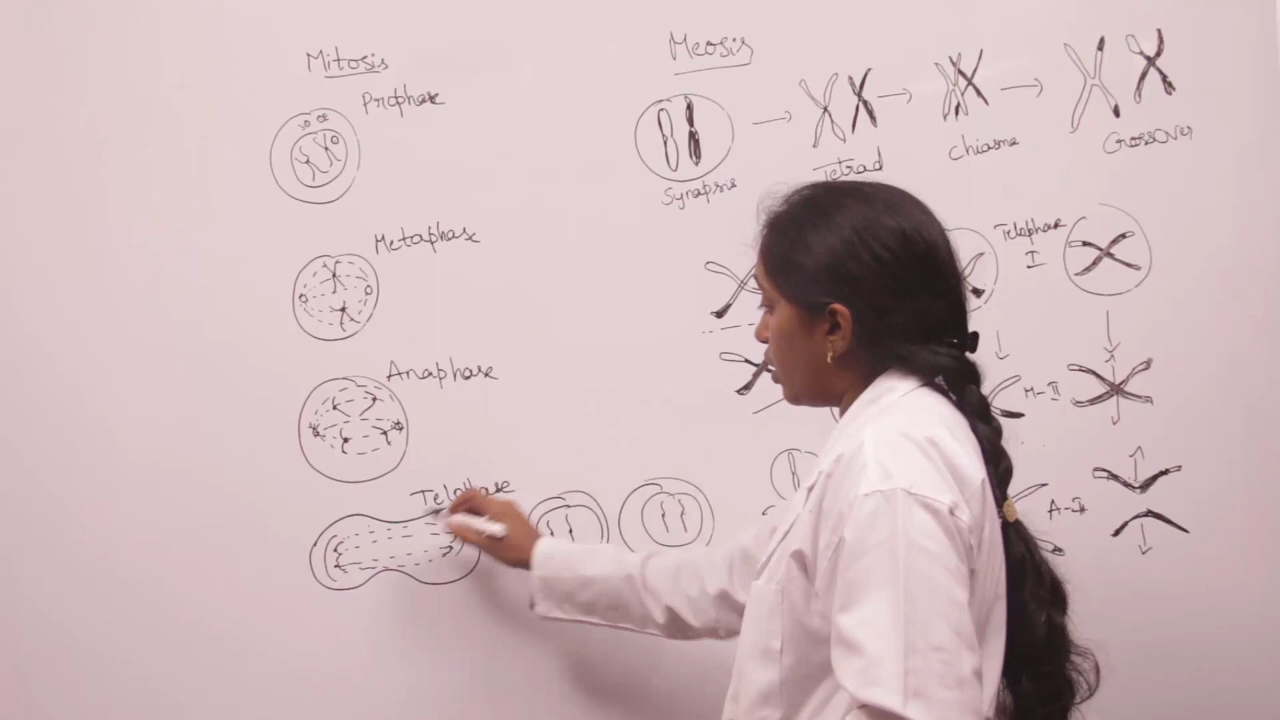 Mitosis
Prophase
Metaphase
Anaphase
Telophase
Meosis
Synapsis
Tetrad
Chiasma
CrossOver
Telophase
I
M-II
A-II